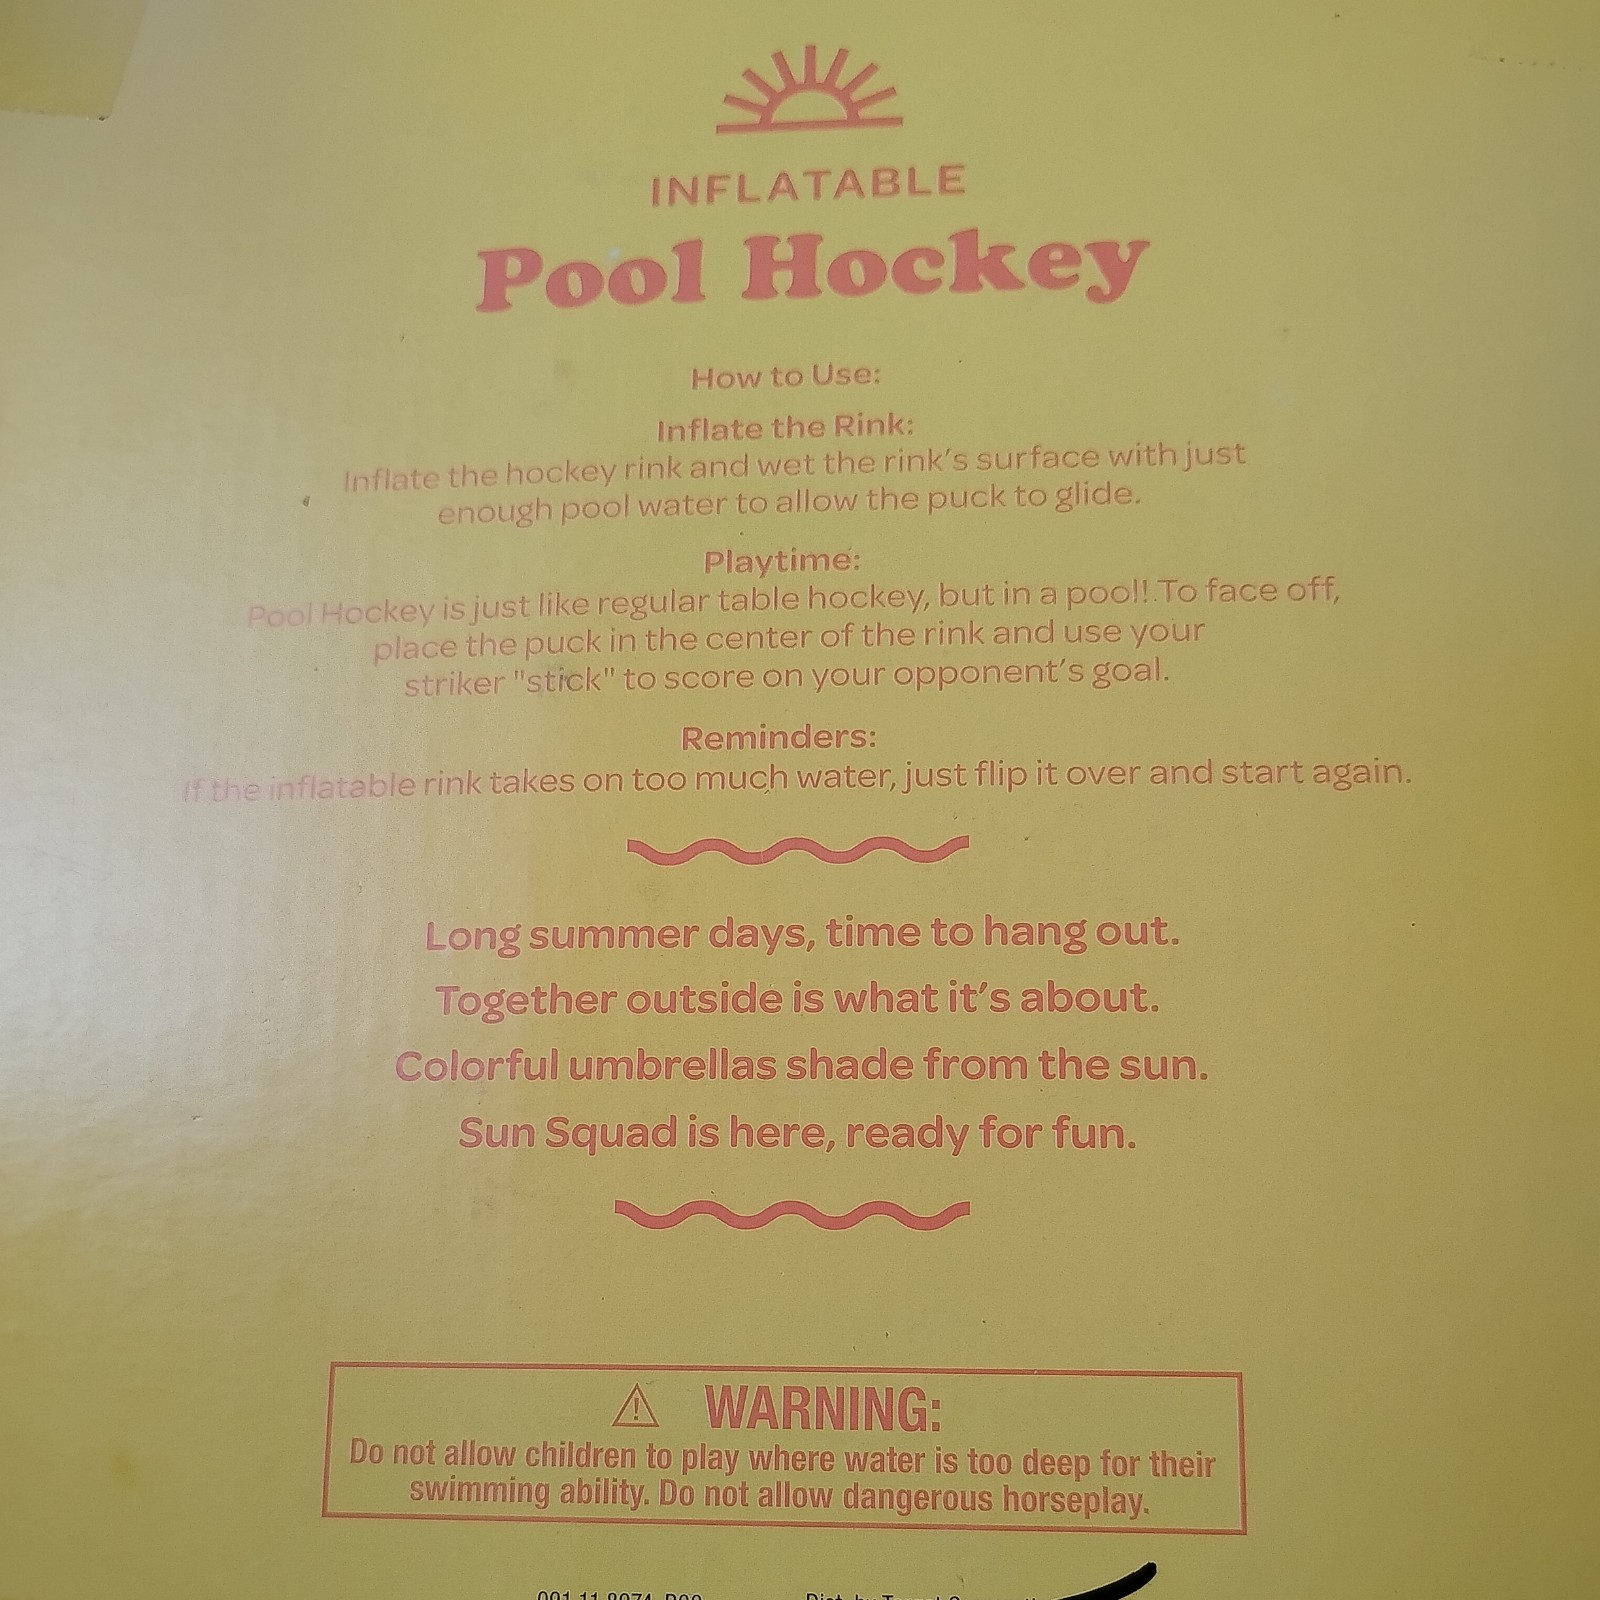 INFLATABLE
Pool Hockey
How to Use:
Inflate the Rink:
Inflate the hockey rink and wet the rink's surface with just
enough pool water to allow the puck to glide.
Playtime:
Pool Hockey is just like regular table hockey, but in a pool! To face off,
place the puck in the center of the rink and use your
striker "stick" to score on your opponent's goal.
Reminders:
If the inflatable rink takes on too much water, just flip it over and start again.
Long summer days, time to hang out.
Together outside is what it's about.
Colorful umbrellas shade from the sun.
Sun Squad is here, ready for fun.
⚠ WARNING:
Do not allow children to play where water is too deep for their
swimming ability. Do not allow dangerous horseplay.
Dist. by